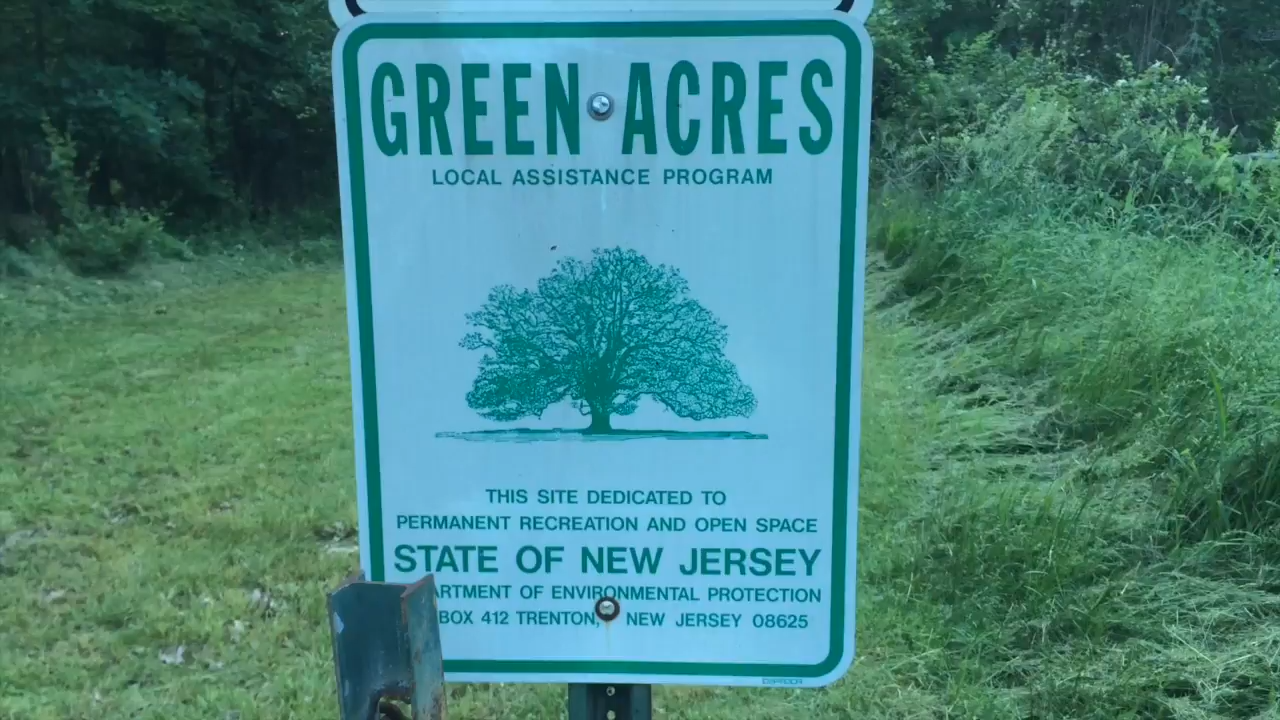 GREEN ACRES
LOCAL ASSISTANCE PROGRAM
THIS SITE DEDICATED TO
PERMANENT RECREATION AND OPEN SPACE
STATE OF NEW JERSEY
ARTMENT OF ENVIRONMENTAL PROTECTION
BOX 412 TRENTON, NEW JERSEY 08625